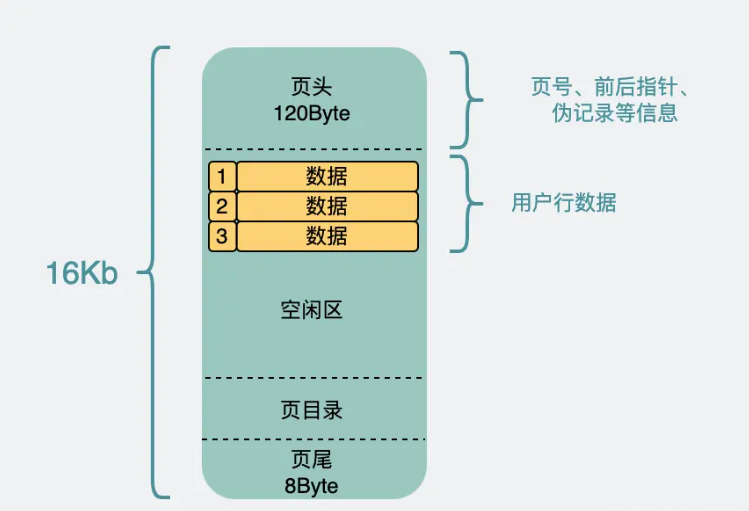 页头
120Byte
页号、前后指针、
伪记录等信息
1 数据
2 数据
3 数据
用户行数据
16Kb
空闲区
页目录
页尾
8Byte